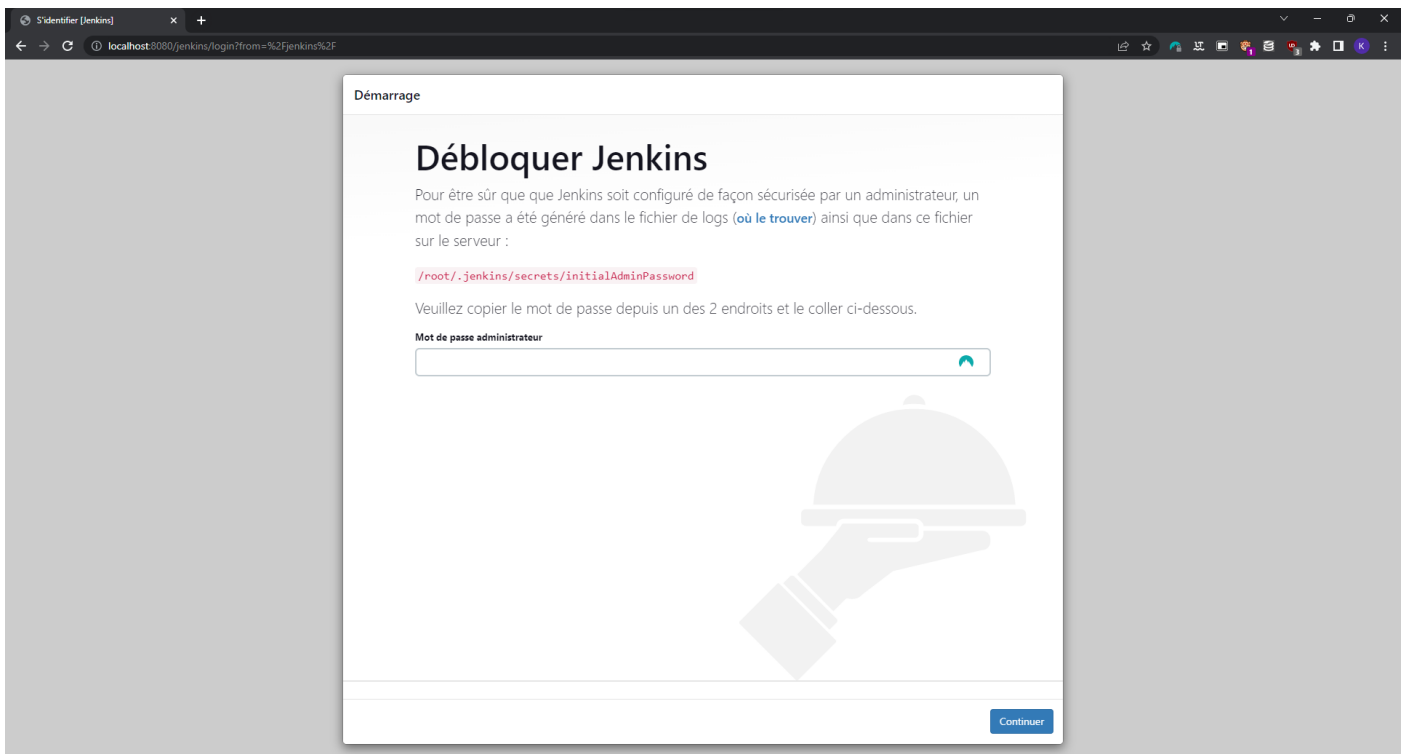 S'identifier [Jenkins]
localhost:8080/jenkins/login?from=%2Fjenkins%2F
1
3
K
Démarrage
Débloquer Jenkins
Pour être sûr que que Jenkins soit configuré de façon sécurisée par un administrateur, un
mot de passe a été généré dans le fichier de logs (où le trouver) ainsi que dans ce fichier
sur le serveur :
/root/.jenkins/secrets/initialAdminPassword
Veuillez copier le mot de passe depuis un des 2 endroits et le coller ci-dessous.
Mot de passe administrateur
Continuer